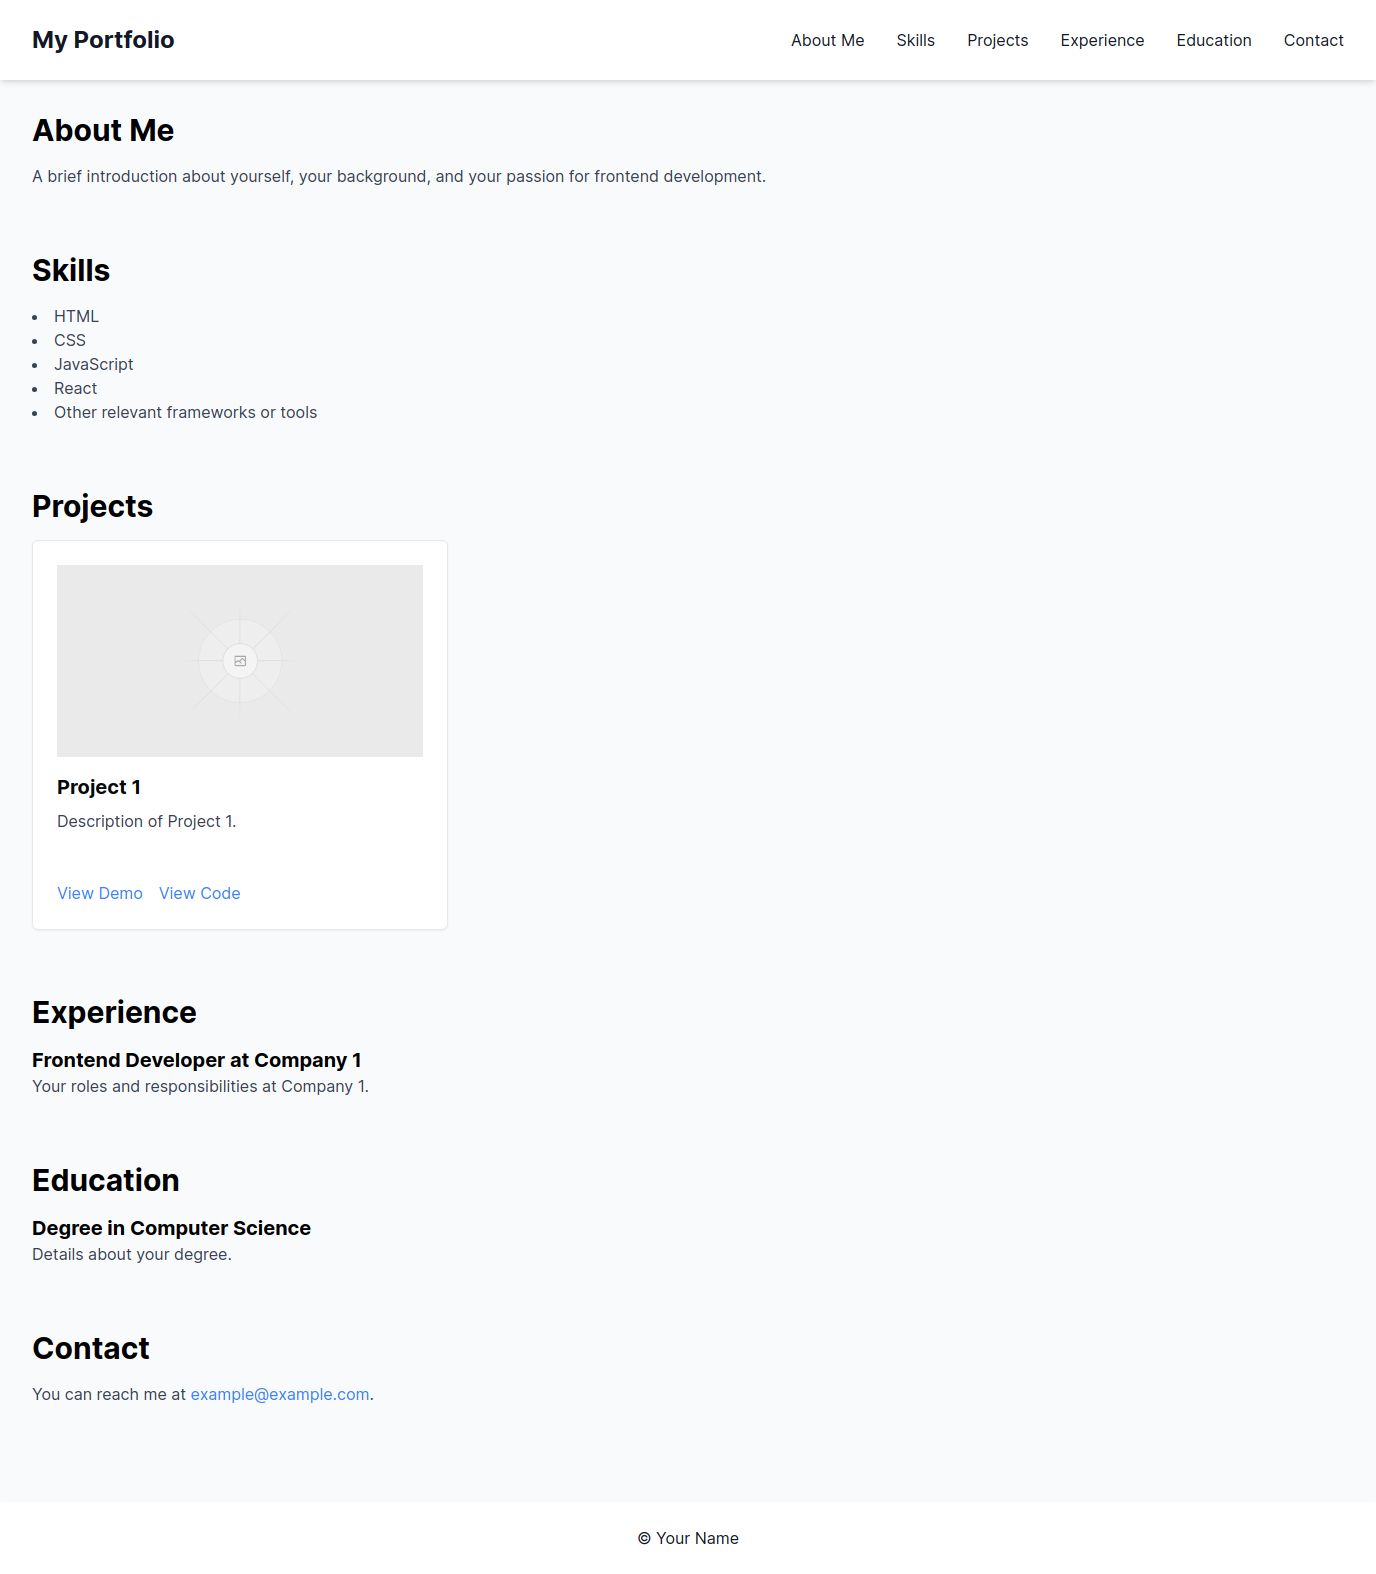 My Portfolio
About Me
Skills
Projects
Experience
Education
Contact
About Me
A brief introduction about yourself, your background, and your passion for frontend development.
Skills
• HTML
• CSS
• JavaScript
• React
• Other relevant frameworks or tools
Projects
Project 1
Description of Project 1.
View Demo View Code
Experience
Frontend Developer at Company 1
Your roles and responsibilities at Company 1.
Education
Degree in Computer Science
Details about your degree.
Contact
You can reach me at example@example.com.
© Your Name